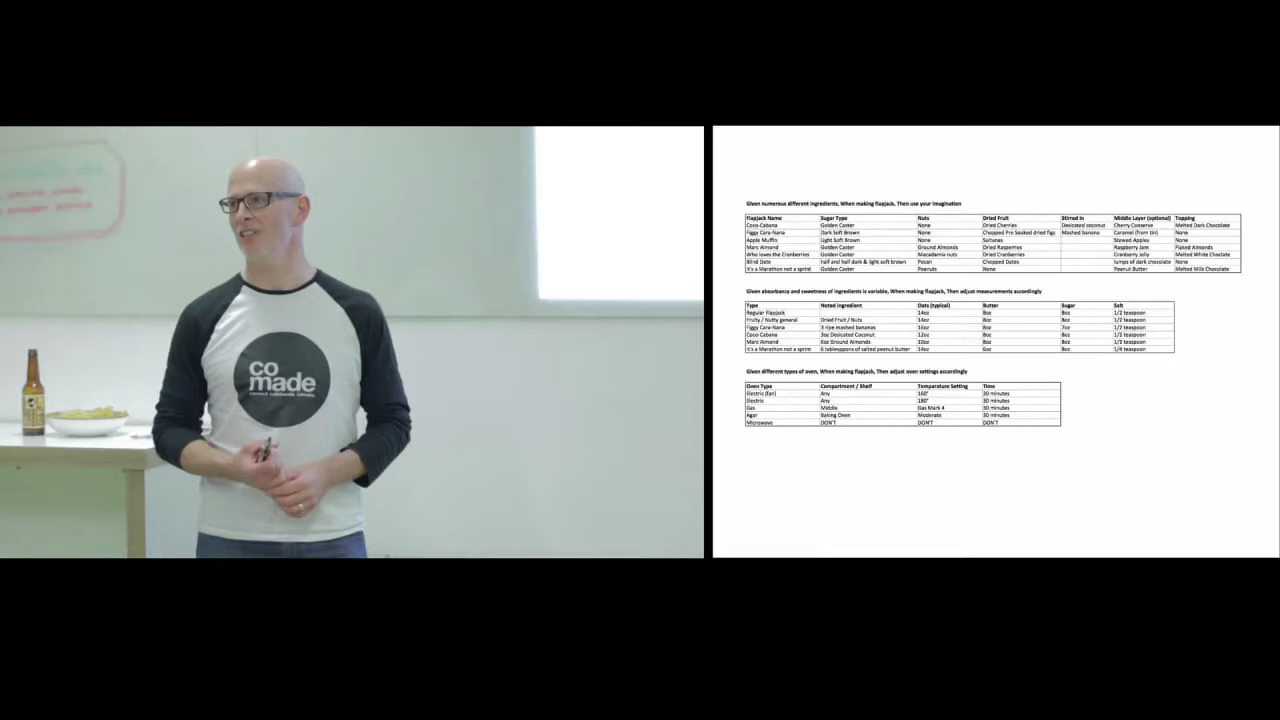 co
made
connect collaborate co-make
Given numerous different ingredients, When making flapjack, Then use your imagination
Flapjack Name Sugar Type Nuts Dried Fruit Stirred In Middle Layer (optional) Topping
Coco-Cabana Golden Caster None Dried Cherries Desicated coconut Cherry Conserve Melted Dark Chocolate
Figgy Cara-Nana Dark Soft Brown None Chopped Pre Soaked dried figs Mashed banana Caramel (from tin) None
Apple Muffin Light Soft Brown None Sultanas Stewed Apples None
Marc Almond Golden Caster Ground Almonds Dried Rasperries Raspberry Jam Flaked Almonds
Who loves the Cranberries Golden Caster Macadamia nuts Dried Cranberries Cranberry Jelly Melted White Choclate
Blind Date half and half dark & light soft brown Pecan Chopped Dates lumps of dark chocolate None
It's a Marathon not a sprint Golden Caster Peanuts None Peanut Butter Melted Milk Choclate
Given absorbancy and sweetness of ingredients is variable, When making flapjack, Then adjust measurements accordingly
Type Noted ingredient Oats (typical) Butter Sugar Salt
Regular Flapjack 14oz 8oz 8oz 1/2 teaspoon
Fruity / Nutty general Dried Fruit / Nuts 14oz 8oz 8oz 1/2 teaspoon
Figgy Cara-Nana 3 ripe mashed bananas 16oz 8oz 7oz 1/2 teaspoon
Coco-Cabana 3oz Desicated Coconut 12oz 8oz 8oz 1/2 teaspoon
Marc Almond 6oz Ground Almonds 10oz 8oz 8oz 1/2 teaspoon
It's a Marathon not a sprint 6 tablesppons of salted peanut butter 14oz 6oz 8oz 1/4 teaspoon
Given different types of oven, When making flapjack, Then adjust oven settings accordingly
Oven Type Compartment / Shelf Temparature Setting Time
Electric (fan) Any 160˚ 30 minutes
Electric Any 180˚ 30 minutes
Gas Middle Gas Mark 4 30 minutes
Agar Baking Oven Moderate 30 minutes
Microwave DON'T DON'T DON'T